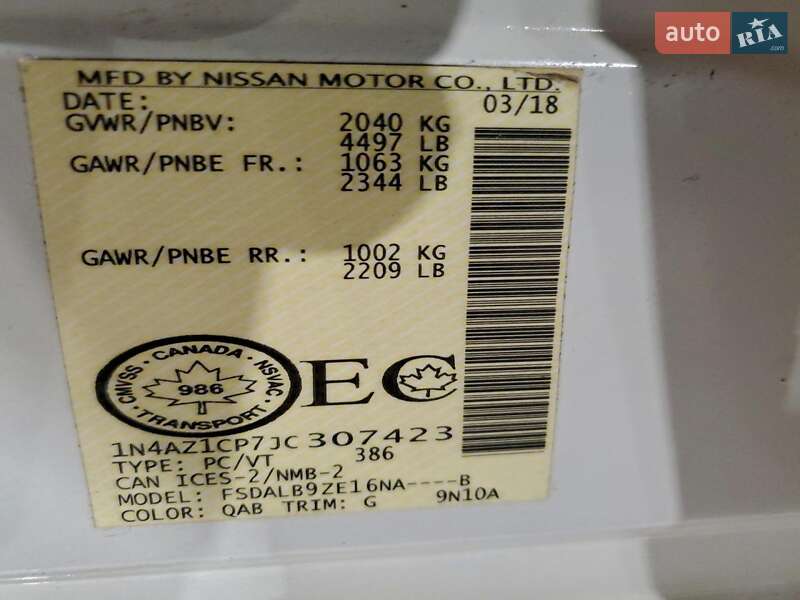 auto RIA .com
MFD BY NISSAN MOTOR CO., LTD.
DATE: 03/18
GVWR/PNBV: 2040 KG
4497 LB
GAWR/PNBE FR.: 1063 KG
2344 LB
GAWR/PNBE RR.: 1002 KG
2209 LB
CANADA
CMVSS · NSVAC
986
TRANSPORT
EC
1N4AZ1CP7JC307423
TYPE: PC/VT 386
CAN ICES-2/NMB-2
MODEL: FSDALB9ZE16NA----B
COLOR: QAB TRIM: G 9N10A